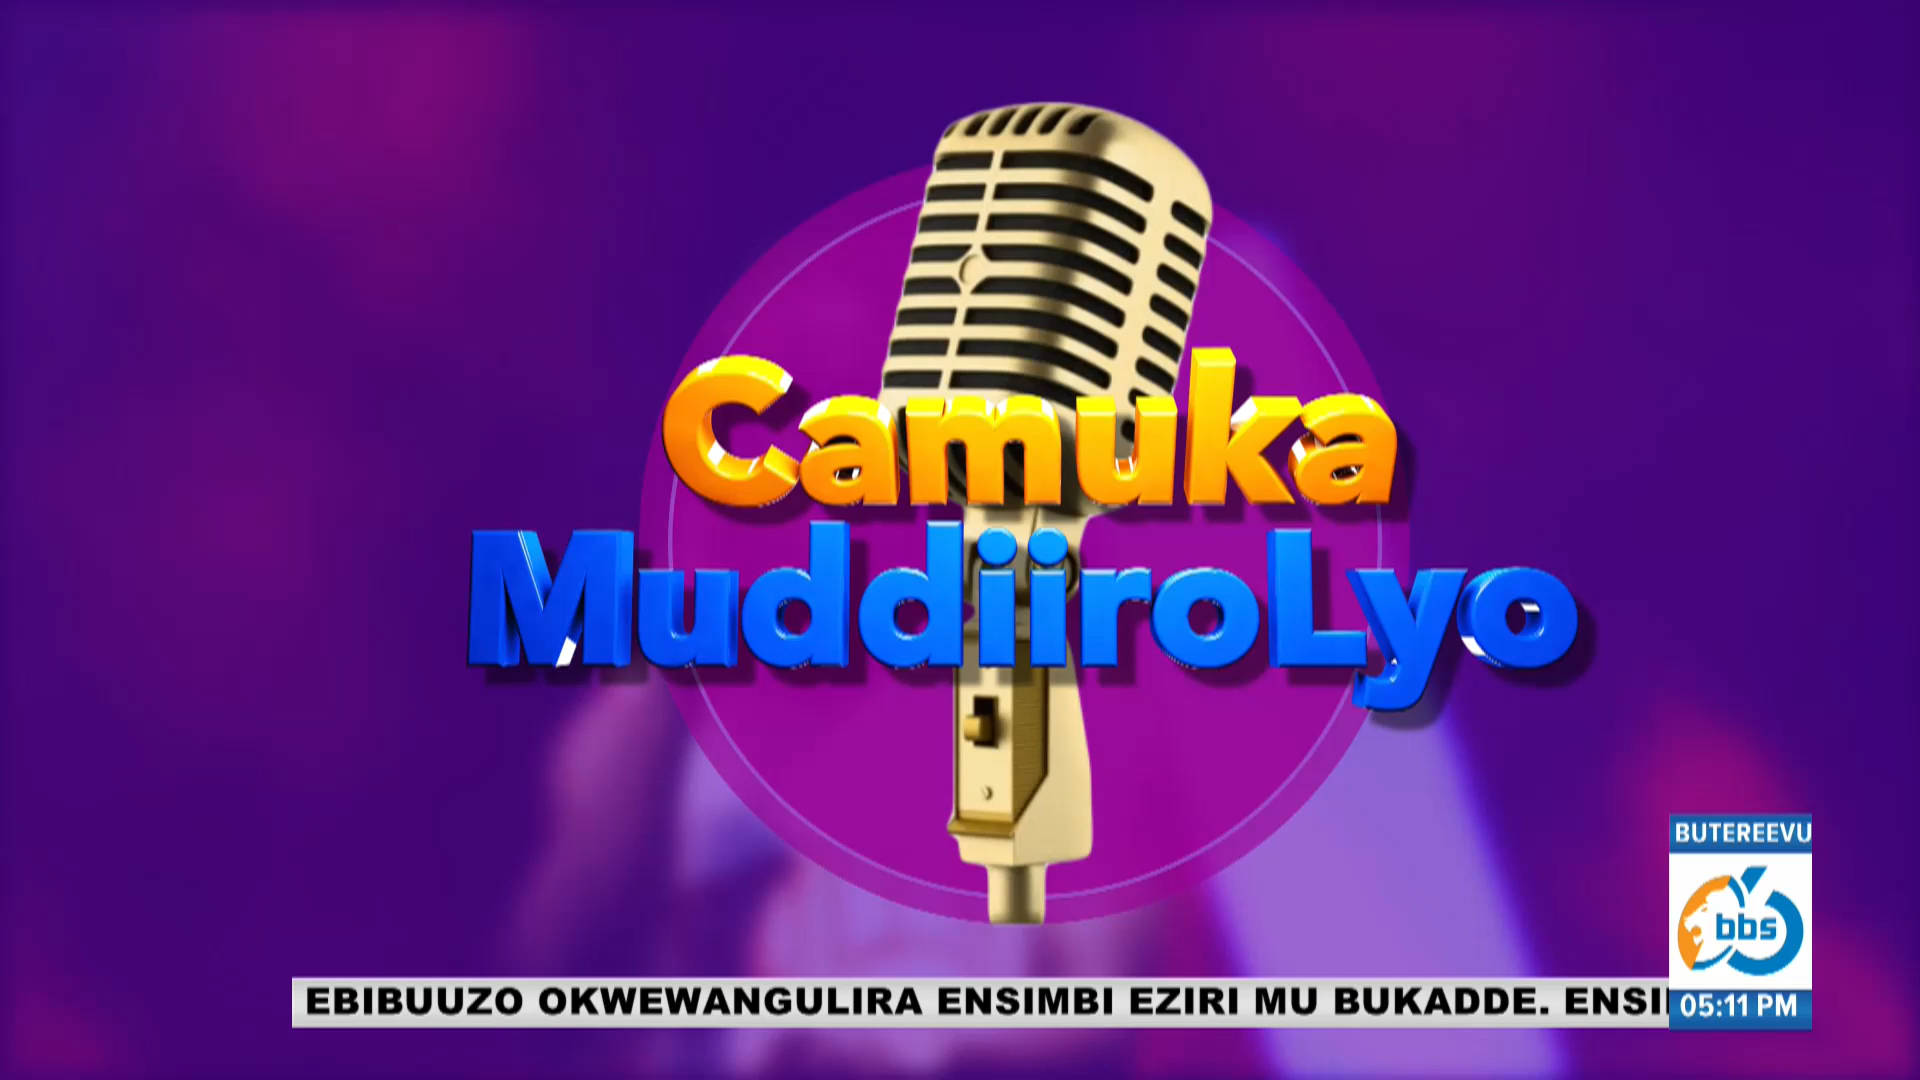 Camuka
MuddiiroLyo
BUTEREEVU
bbs
EBIBUUZO OKWEWANGULIRA ENSIMBI EZIRI MU BUKADDE.
05:11 PM